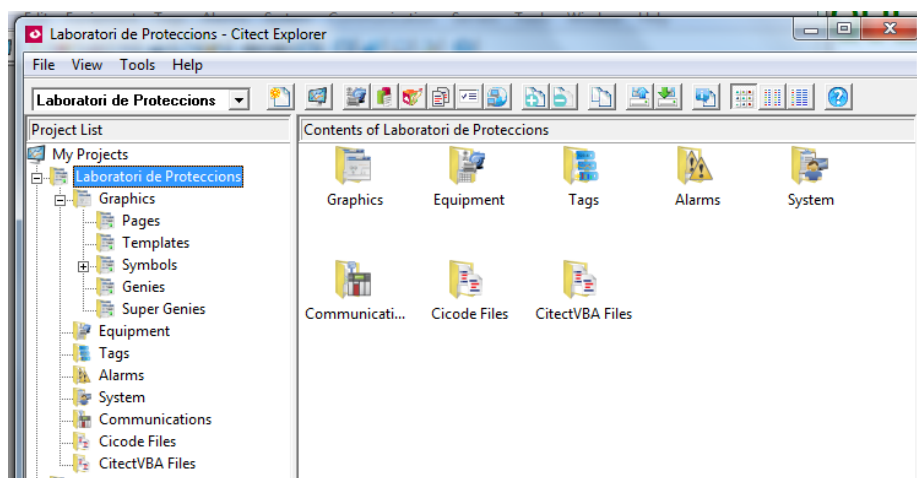 Laboratori de Proteccions - Citect Explorer
File View Tools Help
Laboratori de Proteccions
Project List
Contents of Laboratori de Proteccions
My Projects
Laboratori de Proteccions
Graphics
Pages
Templates
Symbols
Genies
Super Genies
Equipment
Tags
Alarms
System
Communications
Cicode Files
CitectVBA Files
Graphics Equipment Tags Alarms System
Communicati... Cicode Files CitectVBA Files